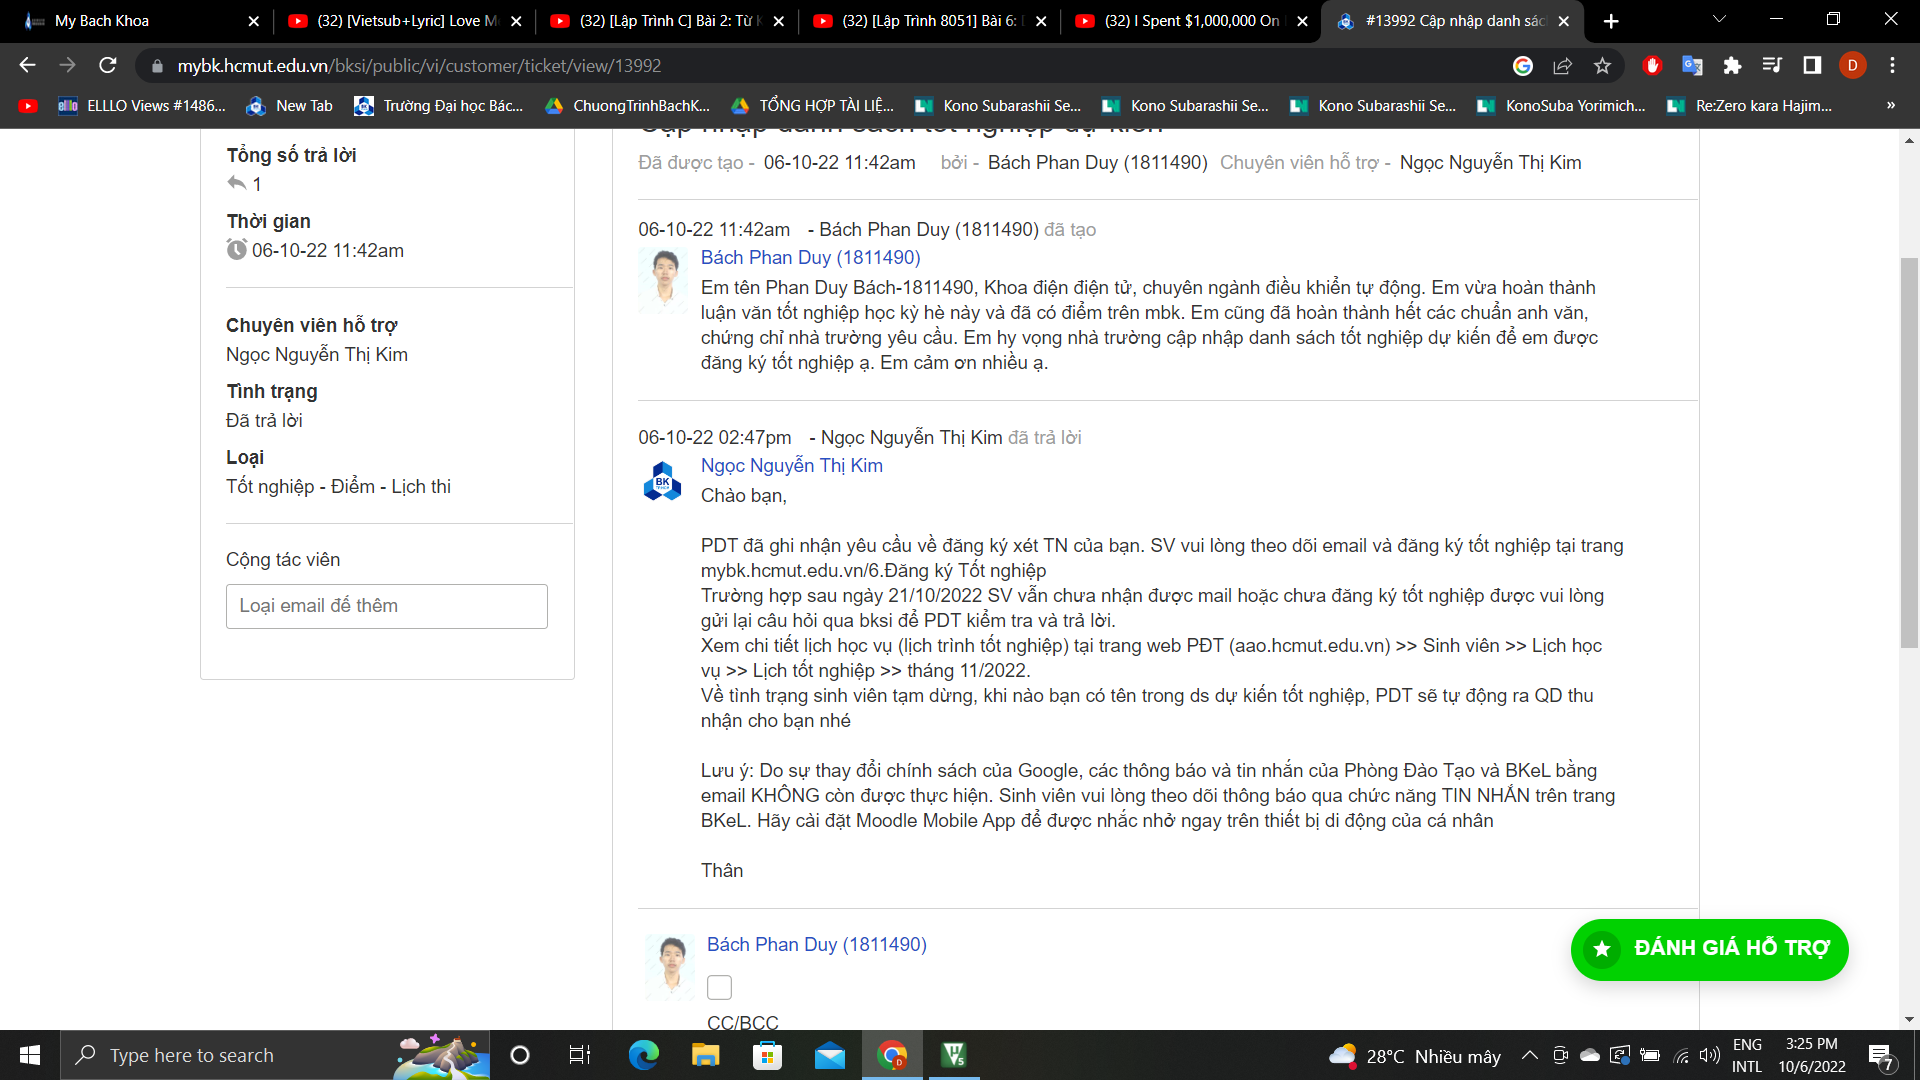 My Bach Khoa
(32) [Vietsub+Lyric] Love M
(32) [Lập Trình C] Bài 2: Từ K
(32) [Lập Trình 8051] Bài 6:
(32) I Spent $1,000,000 On
#13992 Cập nhập danh sác
mybk.hcmut.edu.vn/bksi/public/vi/customer/ticket/view/13992
D
ELLLO Views #1486...
New Tab
Trường Đại học Bác...
ChuongTrinhBachK...
TỔNG HỢP TÀI LIỆ...
Kono Subarashii Se...
Kono Subarashii Se...
Kono Subarashii Se...
KonoSuba Yorimich...
Re:Zero kara Hajim...
»
Tổng số trả lời
1
Thời gian
06-10-22 11:42am
Chuyên viên hỗ trợ
Ngọc Nguyễn Thị Kim
Tình trạng
Đã trả lời
Loại
Tốt nghiệp - Điểm - Lịch thi
Cộng tác viên
Loại email để thêm
Cập nhập danh sách tốt nghiệp dự kiến
Đã được tạo - 06-10-22 11:42am bởi - Bách Phan Duy (1811490) Chuyên viên hỗ trợ - Ngọc Nguyễn Thị Kim
06-10-22 11:42am - Bách Phan Duy (1811490) đã tạo
Bách Phan Duy (1811490)
Em tên Phan Duy Bách-1811490, Khoa điện điện tử, chuyên ngành điều khiển tự động. Em vừa hoàn thành
luận văn tốt nghiệp học kỳ hè này và đã có điểm trên mbk. Em cũng đã hoàn thành hết các chuẩn anh văn,
chứng chỉ nhà trường yêu cầu. Em hy vọng nhà trường cập nhập danh sách tốt nghiệp dự kiến để em được
đăng ký tốt nghiệp ạ. Em cảm ơn nhiều ạ.
06-10-22 02:47pm - Ngọc Nguyễn Thị Kim đã trả lời
Ngọc Nguyễn Thị Kim
BK
Chào bạn,
PDT đã ghi nhận yêu cầu về đăng ký xét TN của bạn. SV vui lòng theo dõi email và đăng ký tốt nghiệp tại trang
mybk.hcmut.edu.vn/6.Đăng ký Tốt nghiệp
Trường hợp sau ngày 21/10/2022 SV vẫn chưa nhận được mail hoặc chưa đăng ký tốt nghiệp được vui lòng
gửi lại câu hỏi qua bksi để PDT kiểm tra và trả lời.
Xem chi tiết lịch học vụ (lịch trình tốt nghiệp) tại trang web PĐT (aao.hcmut.edu.vn) >> Sinh viên >> Lịch học
vụ >> Lịch tốt nghiệp >> tháng 11/2022.
Về tình trạng sinh viên tạm dừng, khi nào bạn có tên trong ds dự kiến tốt nghiệp, PDT sẽ tự động ra QD thu
nhận cho bạn nhé
Lưu ý: Do sự thay đổi chính sách của Google, các thông báo và tin nhắn của Phòng Đào Tạo và BKeL bằng
email KHÔNG còn được thực hiện. Sinh viên vui lòng theo dõi thông báo qua chức năng TIN NHẮN trên trang
BKeL. Hãy cài đặt Moodle Mobile App để được nhắc nhở ngay trên thiết bị di động của cá nhân
Thân
Bách Phan Duy (1811490)
CC/BCC
ĐÁNH GIÁ HỖ TRỢ
Type here to search
28°C Nhiều mây
ENG
INTL
3:25 PM
10/6/2022
7